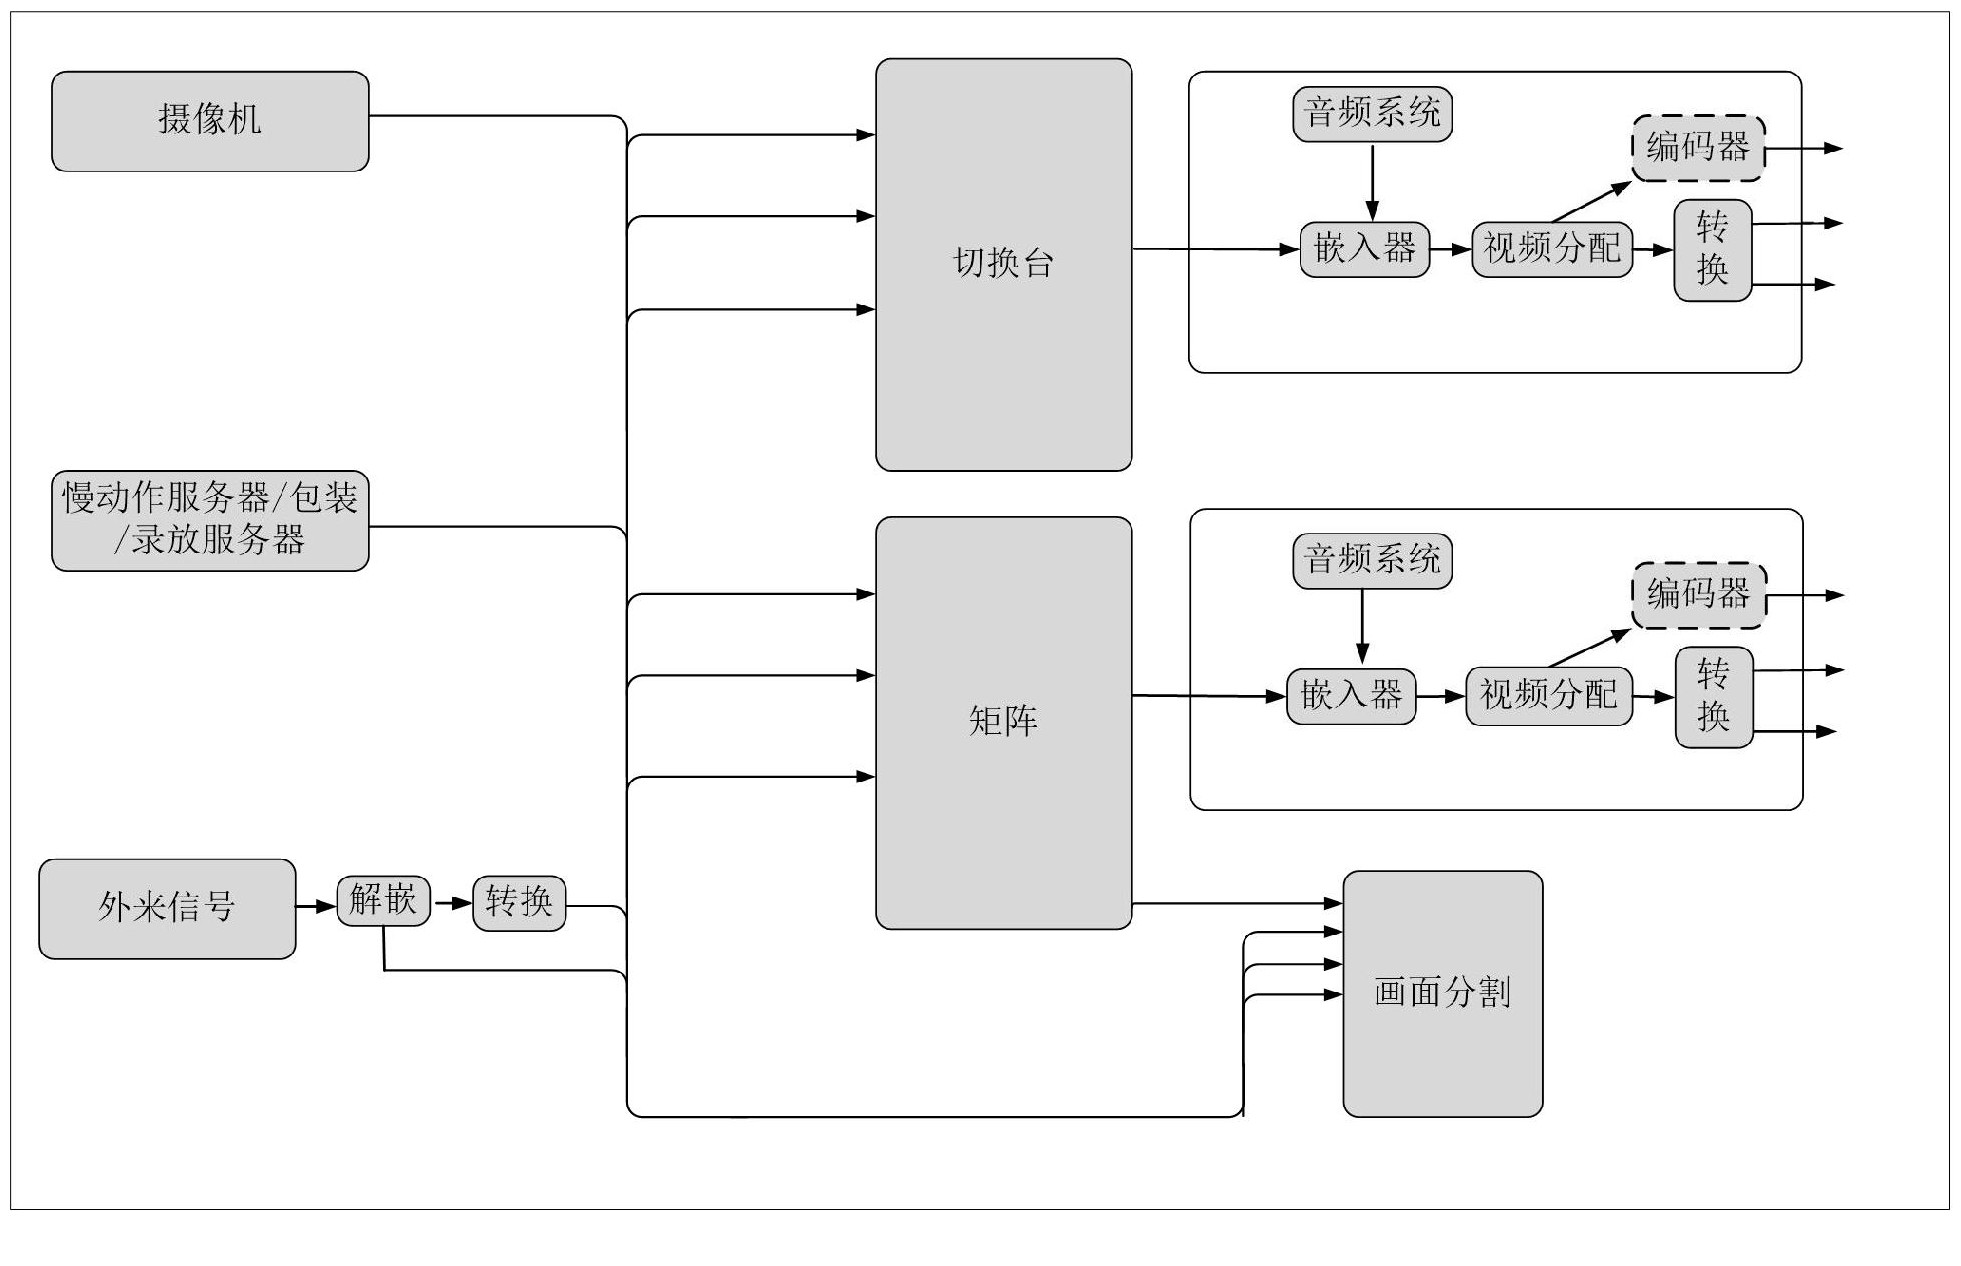 摄像机
慢动作服务器/包装
/录放服务器
外来信号
解嵌
转换
切换台
矩阵
音频系统
嵌入器
视频分配
编码器
转
换
音频系统
嵌入器
视频分配
编码器
转
换
画面分割